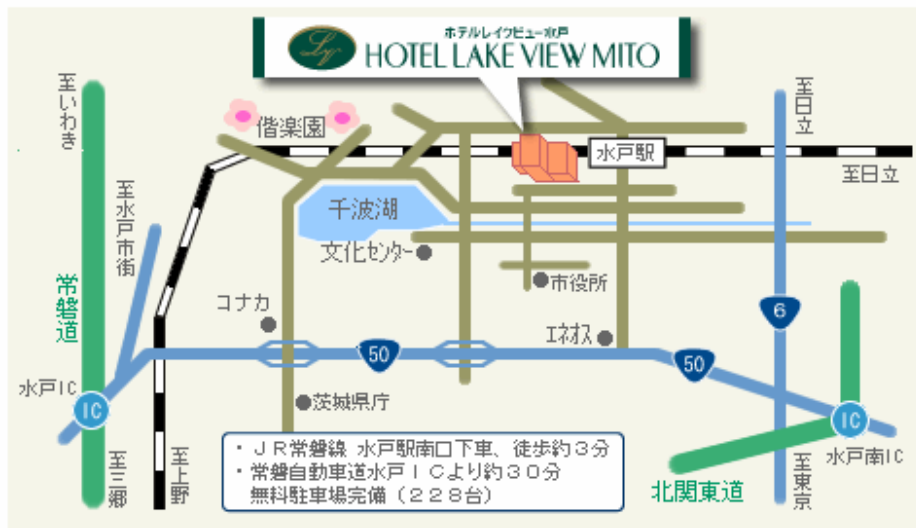 ホテルレイクビュー水戸
HOTEL LAKE VIEW MITO
至いわき
偕楽園
水戸駅
至日立
至日立
至水戸市街
千波湖
文化センター
市役所
常磐道
コナカ
エネオス
6
50
50
水戸IC
IC
茨城県庁
IC
水戸南IC
・ＪＲ常磐線 水戸駅南口下車、徒歩約３分
・常磐自動車道水戸ＩＣより約３０分
無料駐車場完備（２２８台）
至三郷
至上野
北関東道
至東京